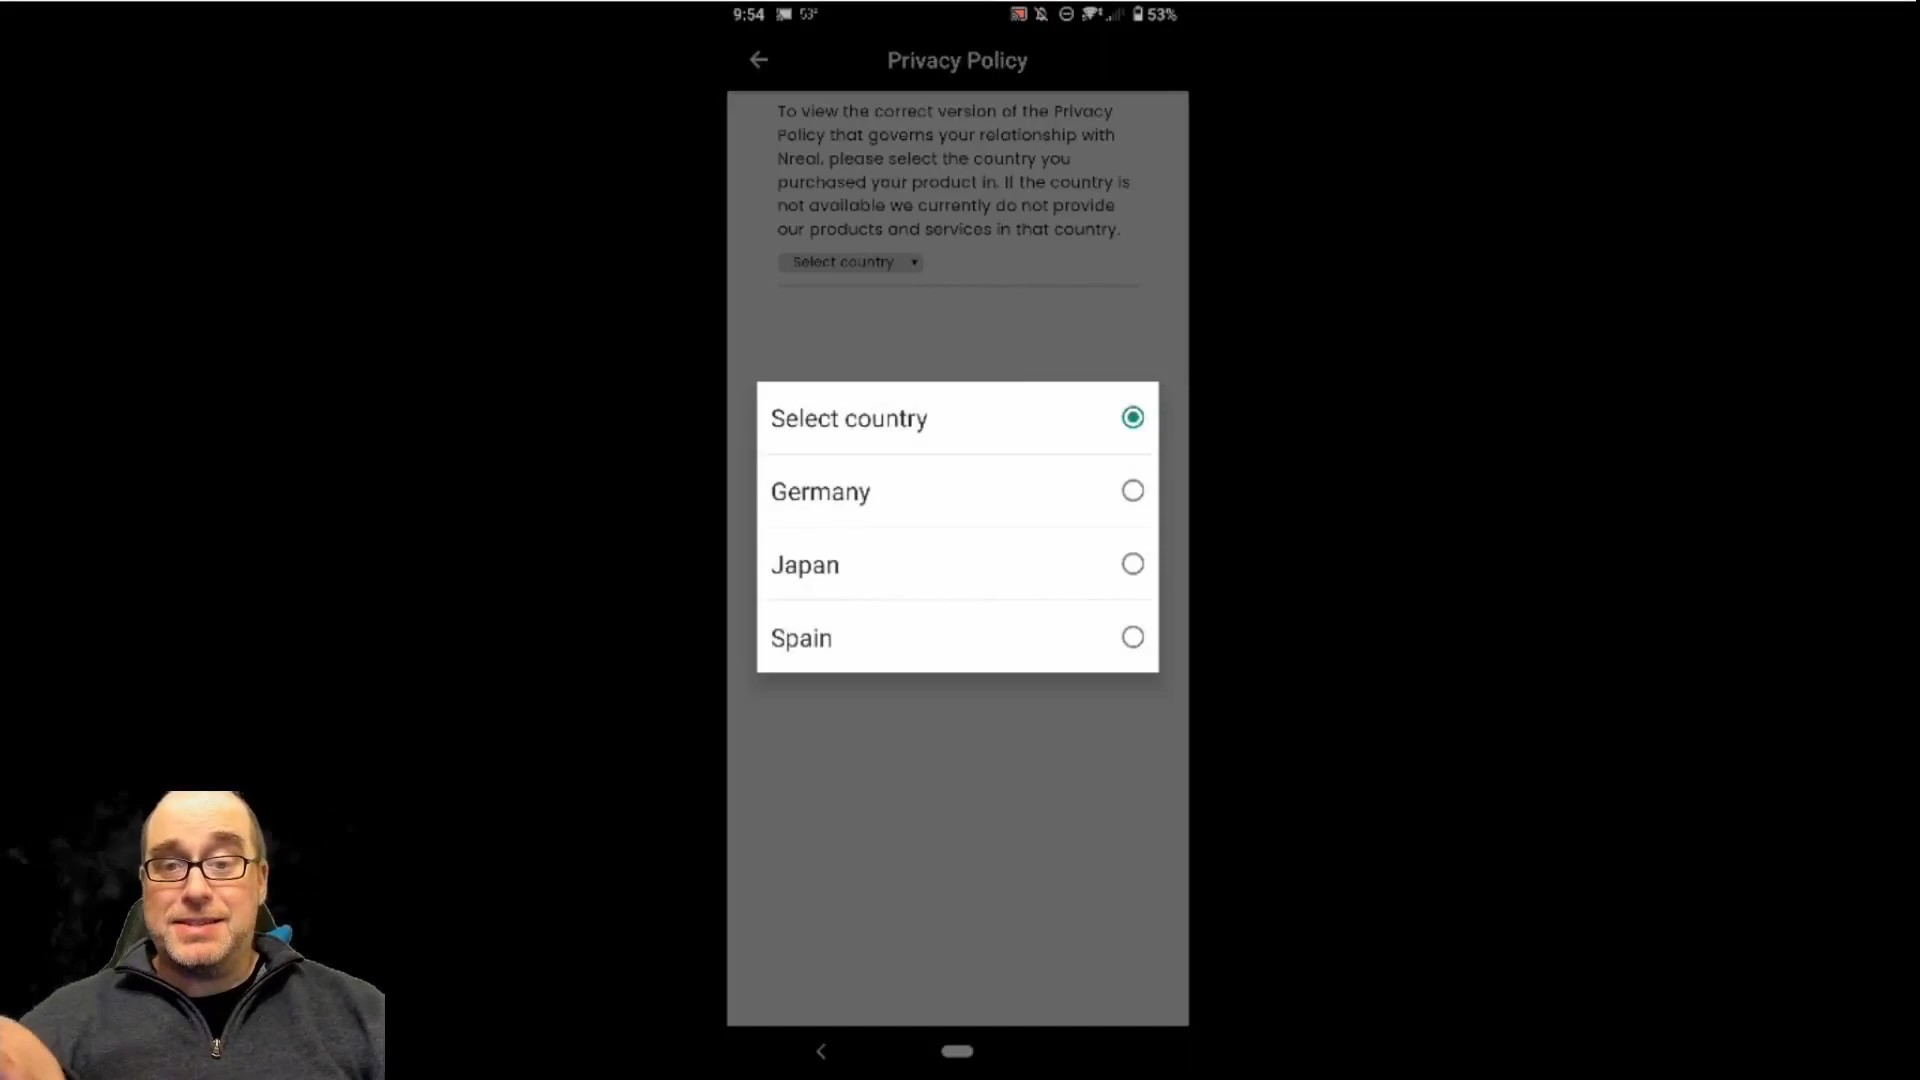 9:54 53°
53%
Privacy Policy
To view the correct version of the Privacy
Policy that governs your relationship with
Nreal, please select the country you
purchased your product in. If the country is
not available we currently do not provide
our products and services in that country.
Select country
Select country
Germany
Japan
Spain